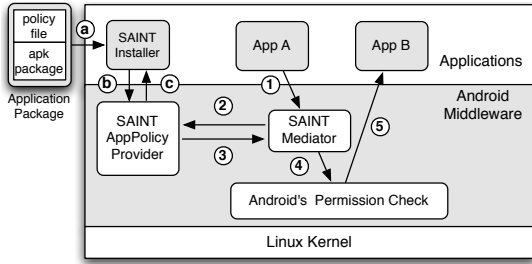 policy
file
apk
package
Application
Package
a
SAINT
Installer
App A
App B
Applications
b
c
1
Android
Middleware
SAINT
AppPolicy
Provider
2
3
SAINT
Mediator
4
5
Android's Permission Check
Linux Kernel